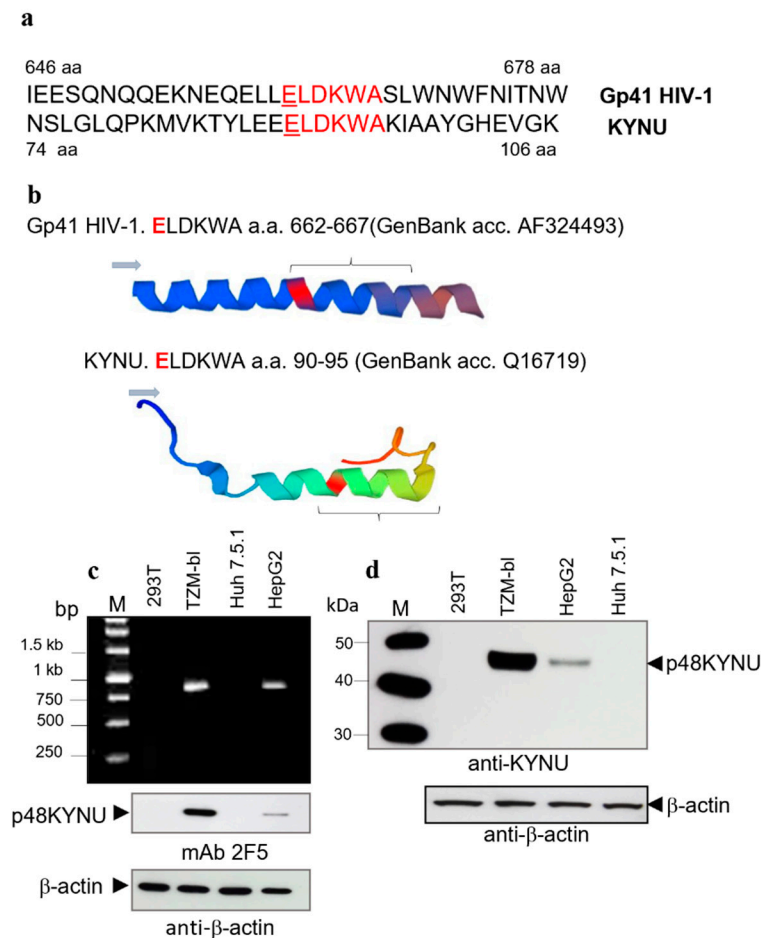 a
646 aa 678 aa
IEESQNQQEKNEQELLELDKWASLWNWFNITNW Gp41 HIV-1
NSLGLQPKMVKTYLEEELDKWAKIAAYGHEVGK KYNU
74 aa 106 aa
b
Gp41 HIV-1. ELDKWA a.a. 662-667(GenBank acc. AF324493)
KYNU. ELDKWA a.a. 90-95 (GenBank acc. Q16719)
c
bp M 293T TZM-bl Huh 7.5.1 HepG2
1.5 kb
1 kb
750
500
250
p48KYNU
mAb 2F5
β-actin
anti-β-actin
d
kDa M 293T TZM-bl HepG2 Huh 7.5.1
50
40
30
p48KYNU
anti-KYNU
β-actin
anti-β-actin